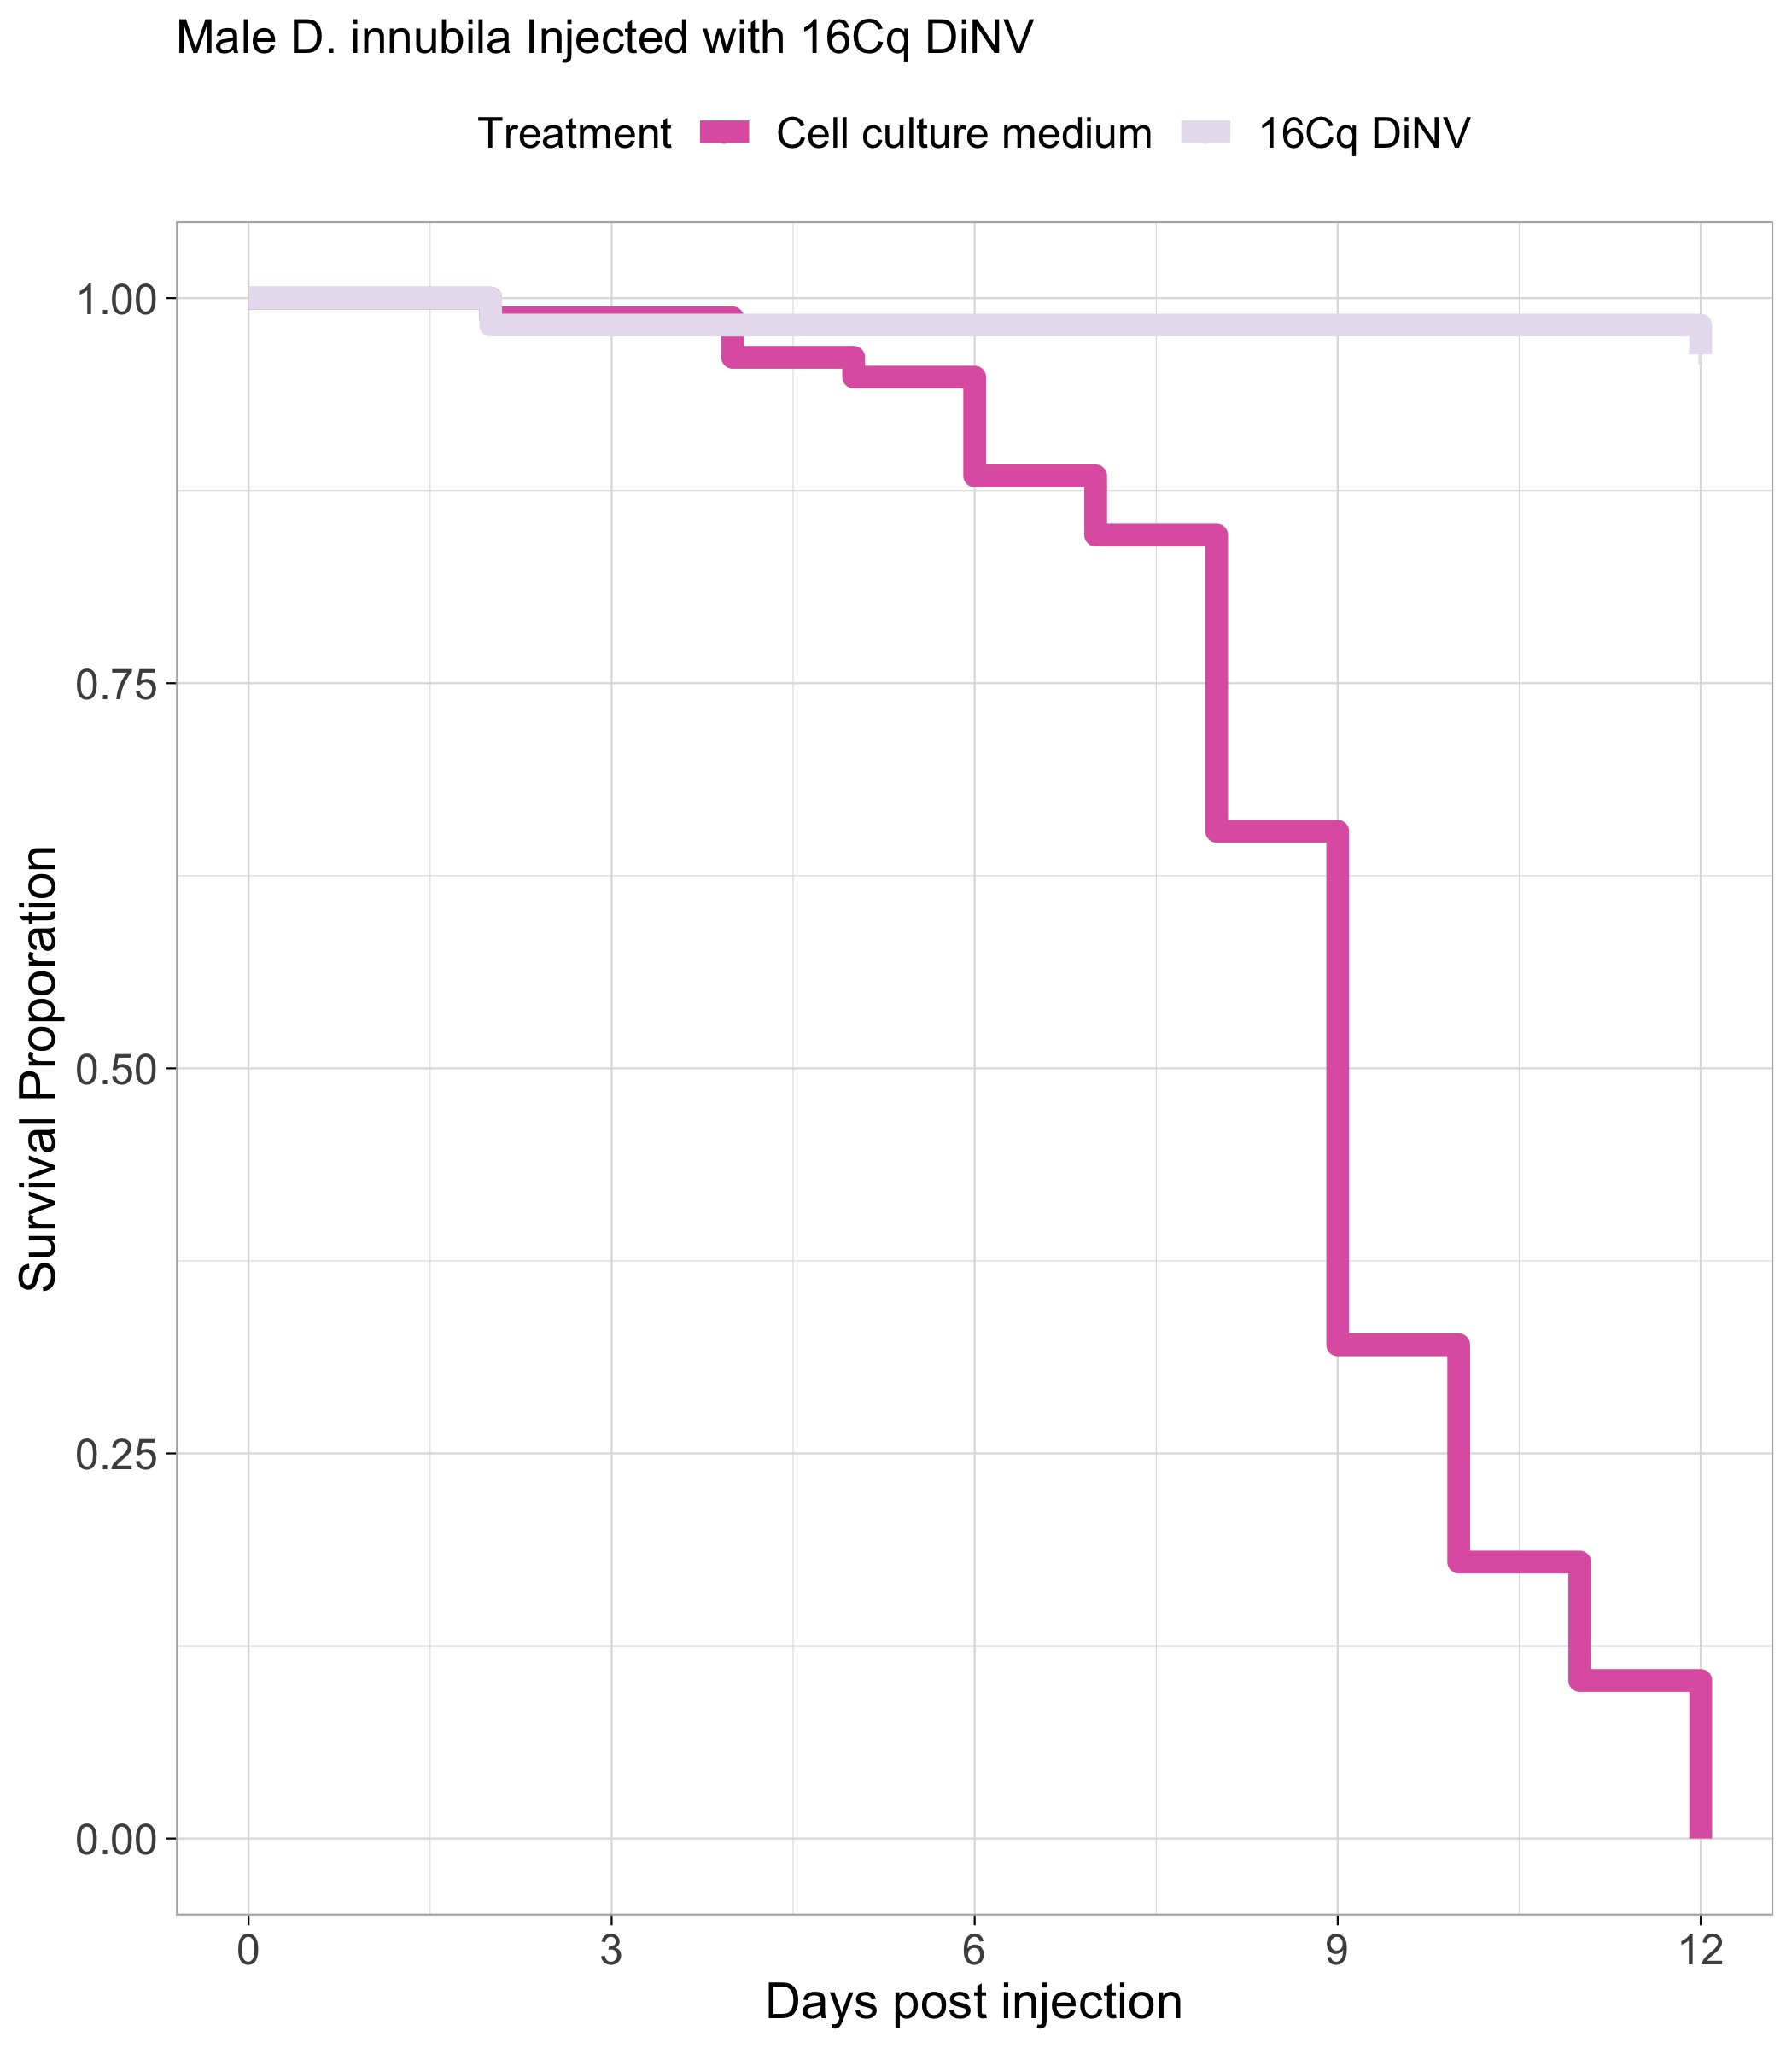 Male D. innubila Injected with 16Cq DiNV
Treatment Cell culture medium 16Cq DiNV
1.00
0.75
0.50
0.25
0.00
Survival Proporation
0 3 6 9 12
Days post injection